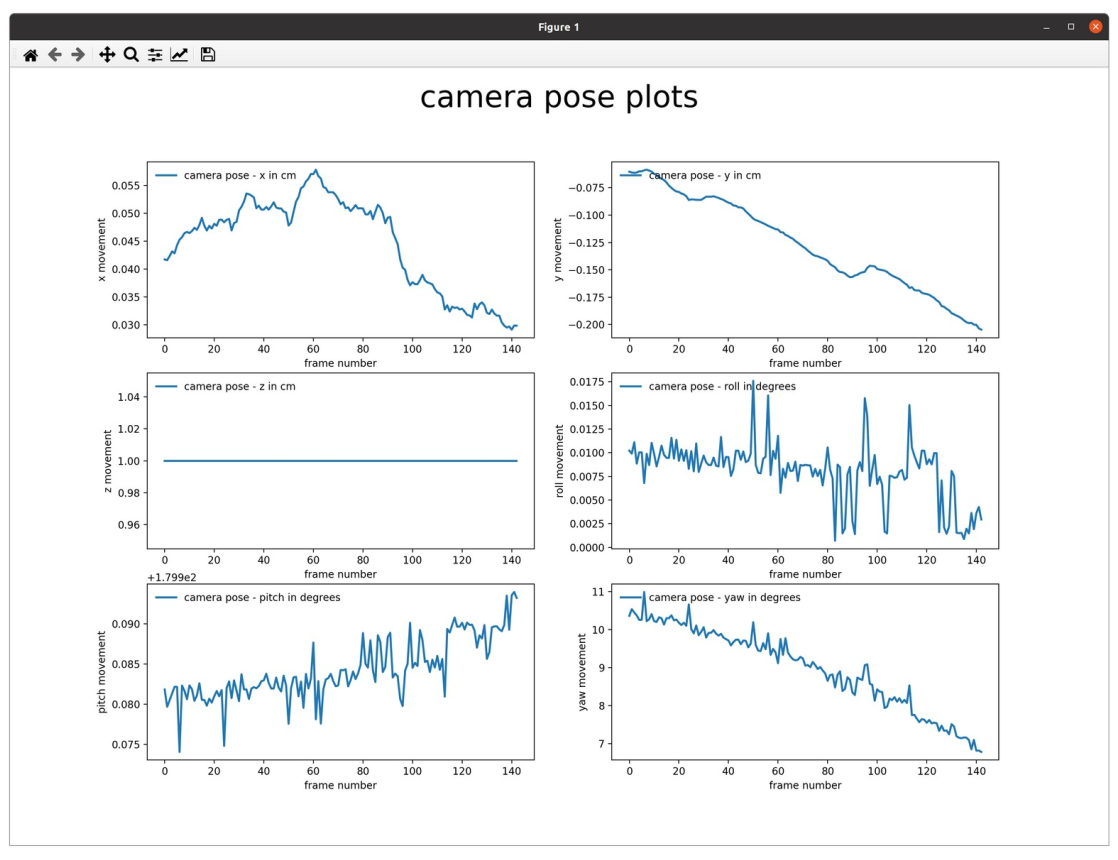 Figure 1
camera pose plots
camera pose - x in cm
x movement
0.055
0.050
0.045
0.040
0.035
0.030
0 20 40 60 80 100 120 140
frame number
camera pose - y in cm
y movement
−0.075
−0.100
−0.125
−0.150
−0.175
−0.200
0 20 40 60 80 100 120 140
frame number
camera pose - z in cm
z movement
1.04
1.02
1.00
0.98
0.96
0 20 40 60 80 100 120 140
frame number
camera pose - roll in degrees
roll movement
0.0175
0.0150
0.0125
0.0100
0.0075
0.0050
0.0025
0.0000
0 20 40 60 80 100 120 140
frame number
+1.799e2
camera pose - pitch in degrees
pitch movement
0.090
0.085
0.080
0.075
0 20 40 60 80 100 120 140
frame number
camera pose - yaw in degrees
yaw movement
11
10
9
8
7
0 20 40 60 80 100 120 140
frame number